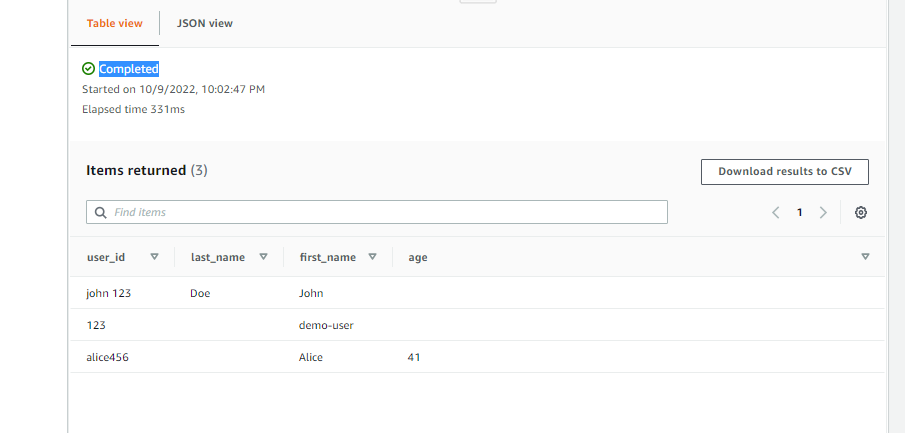 Table view JSON view
Completed
Started on 10/9/2022, 10:02:47 PM
Elapsed time 331ms
Items returned (3) Download results to CSV
Find items 1
user_id last_name first_name age
john 123 Doe John
123 demo-user
alice456 Alice 41